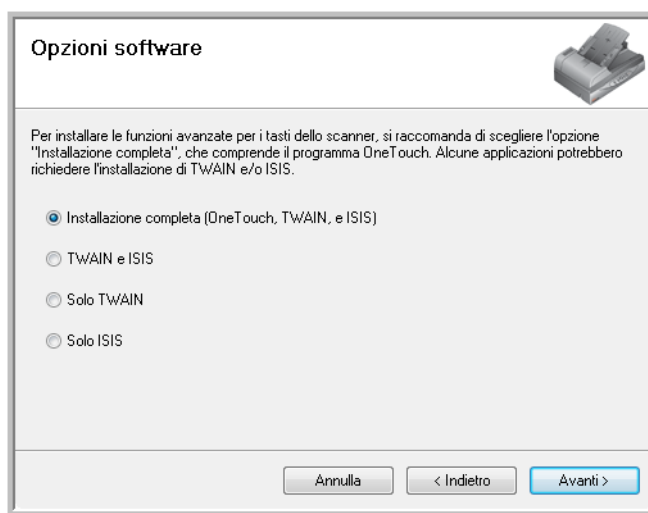 Opzioni software
Per installare le funzioni avanzate per i tasti dello scanner, si raccomanda di scegliere l'opzione
"Installazione completa", che comprende il programma OneTouch. Alcune applicazioni potrebbero
richiedere l'installazione di TWAIN e/o ISIS.
Installazione completa (OneTouch, TWAIN, e ISIS)
TWAIN e ISIS
Solo TWAIN
Solo ISIS
Annulla
< Indietro
Avanti >